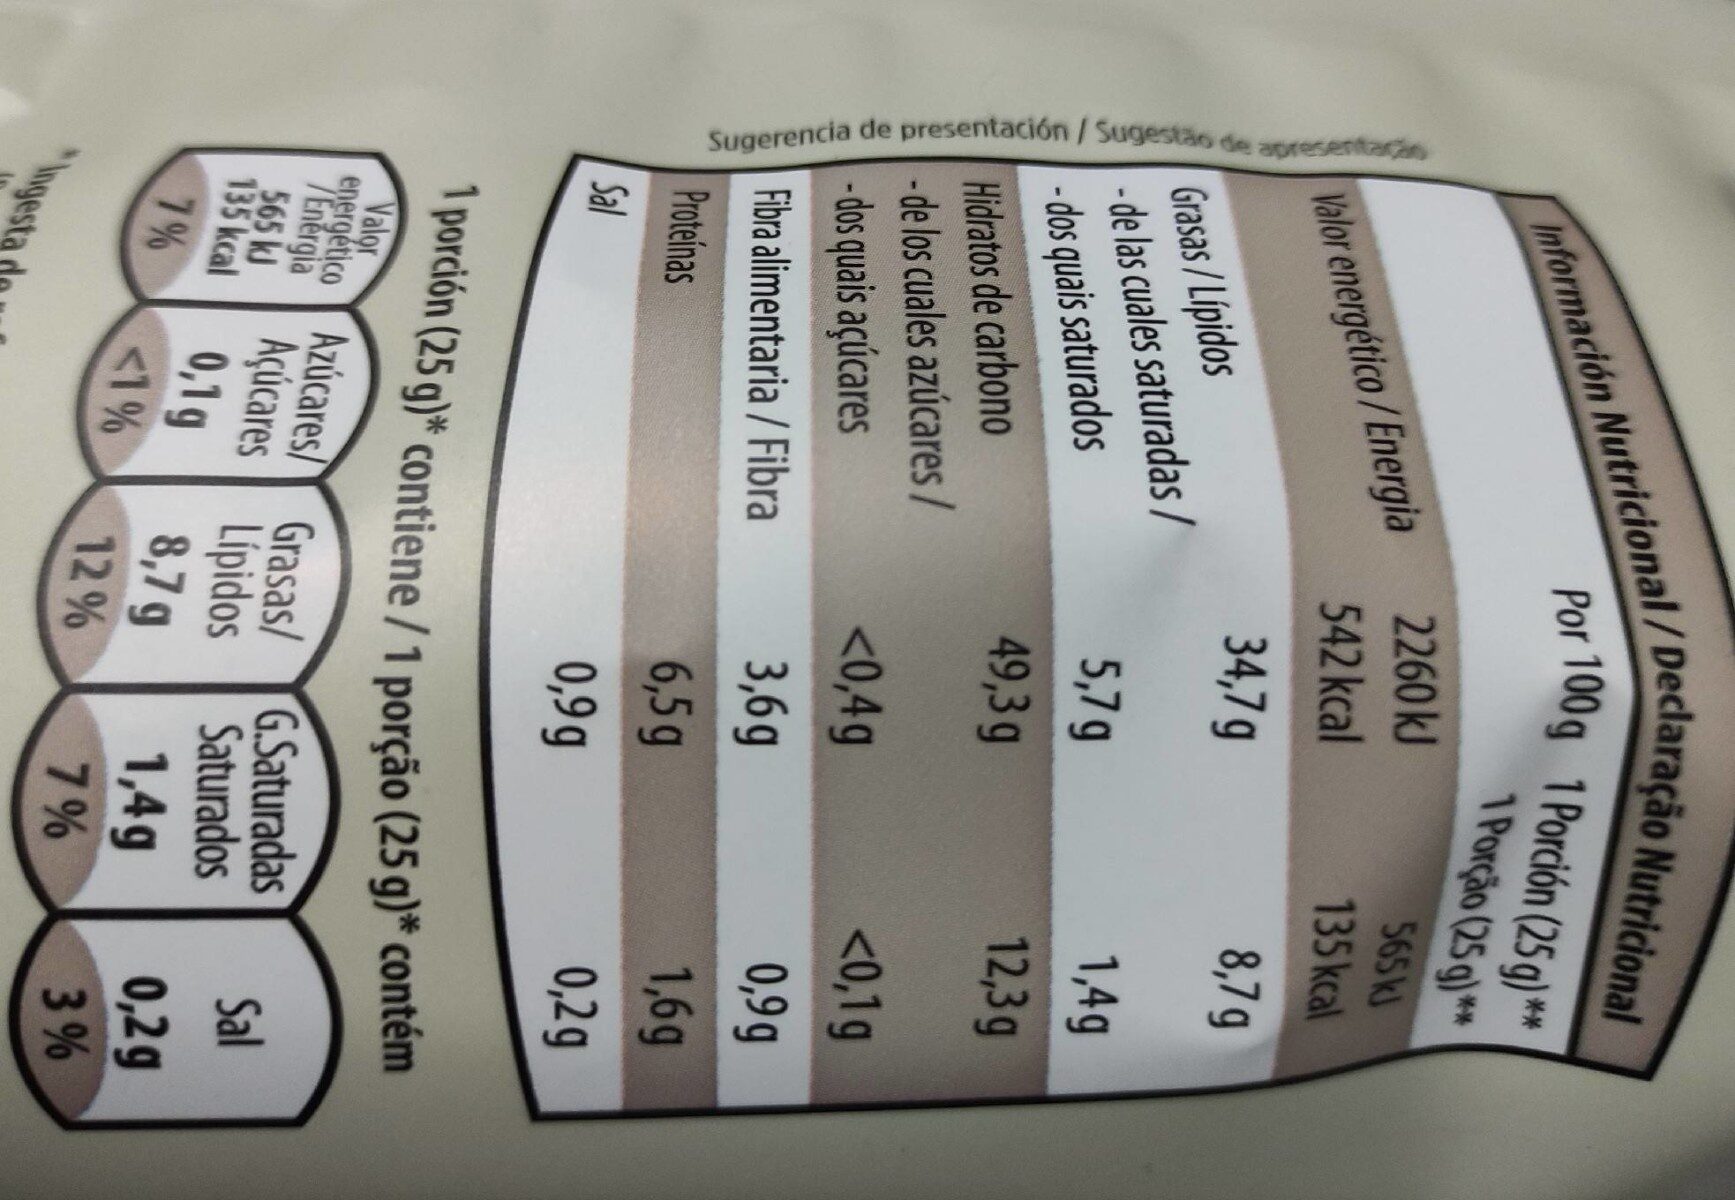 Información Nutricional / Declaração Nutricional
Por 100g 1 Porción (25 g)**
1 Porção (25 g)**
Valor energético / Energia 2260 kJ 565 kJ
542 kcal 135 kcal
Grasas / Lípidos 34,7 g 8,7 g
- de las cuales saturadas /
- dos quais saturados 5,7 g 1,4 g
Hidratos de carbono 49,3 g 12,3 g
- de los cuales azúcares /
- dos quais açúcares <0,4 g <0,1 g
Fibra alimentaria / Fibra 3,6 g 0,9 g
Proteínas 6,5 g 1,6 g
Sal 0,9 g 0,2 g
Sugerencia de presentación / Sugestão de apresentação
1 porción (25 g)* contiene / 1 porção (25 g)* contém
Valor
energético
/Energia
565 kJ
135 kcal
7 %
Azúcares/
Açúcares
0,1 g
<1 %
Grasas/
Lípidos
8,7 g
12 %
G.Saturadas
Saturados
1,4 g
7 %
Sal
0,2 g
3 %
* Ingesta de